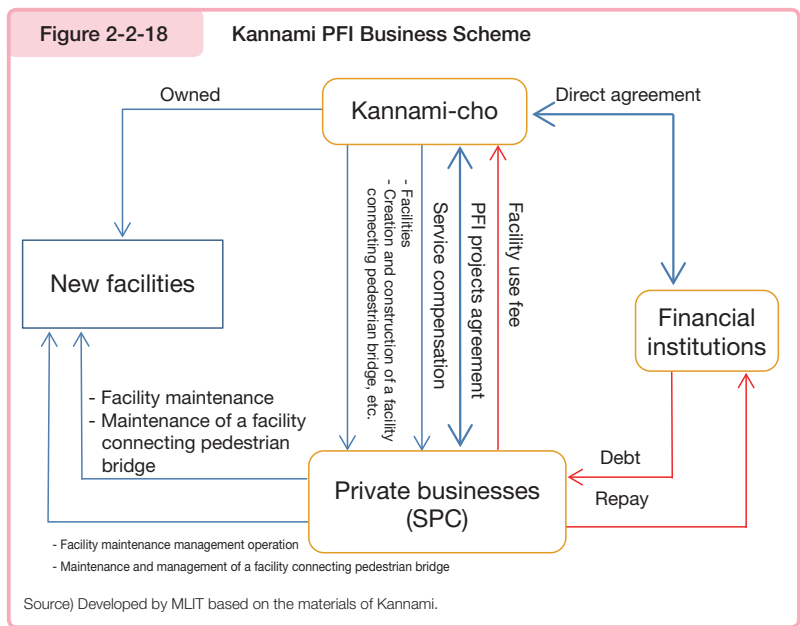 Figure 2-2-18
Kannami PFI Business Scheme
Owned
Kannami-cho
Direct agreement
- Facilities
- Creation and construction of a facility
connecting pedestrian bridge, etc.
Service compensation
PFI projects agreement
Facility use fee
New facilities
Financial
institutions
- Facility maintenance
- Maintenance of a facility
connecting pedestrian
bridge
Debt
Repay
Private businesses
(SPC)
- Facility maintenance management operation
- Maintenance and management of a facility connecting pedestrian bridge
Source) Developed by MLIT based on the materials of Kannami.